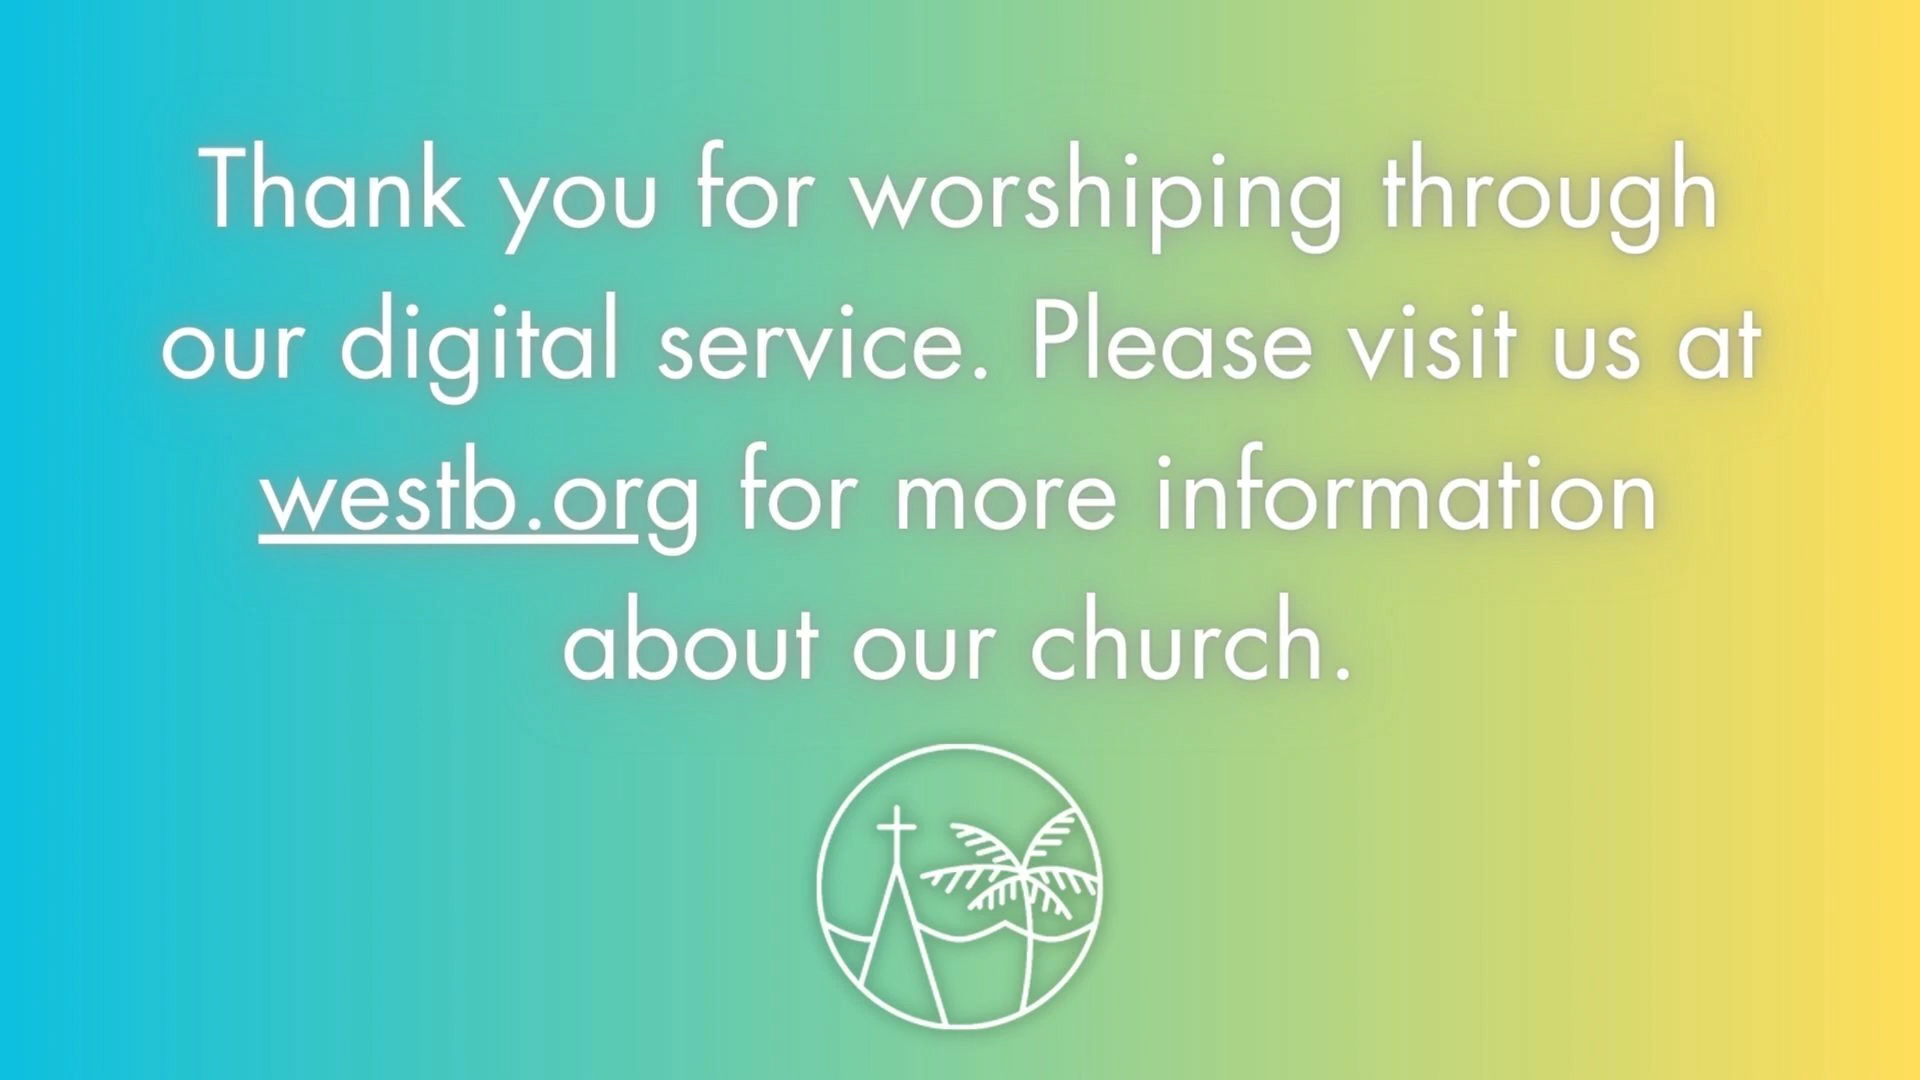 Thank you for worshiping through
our digital service. Please visit us at
westb.org for more information
about our church.